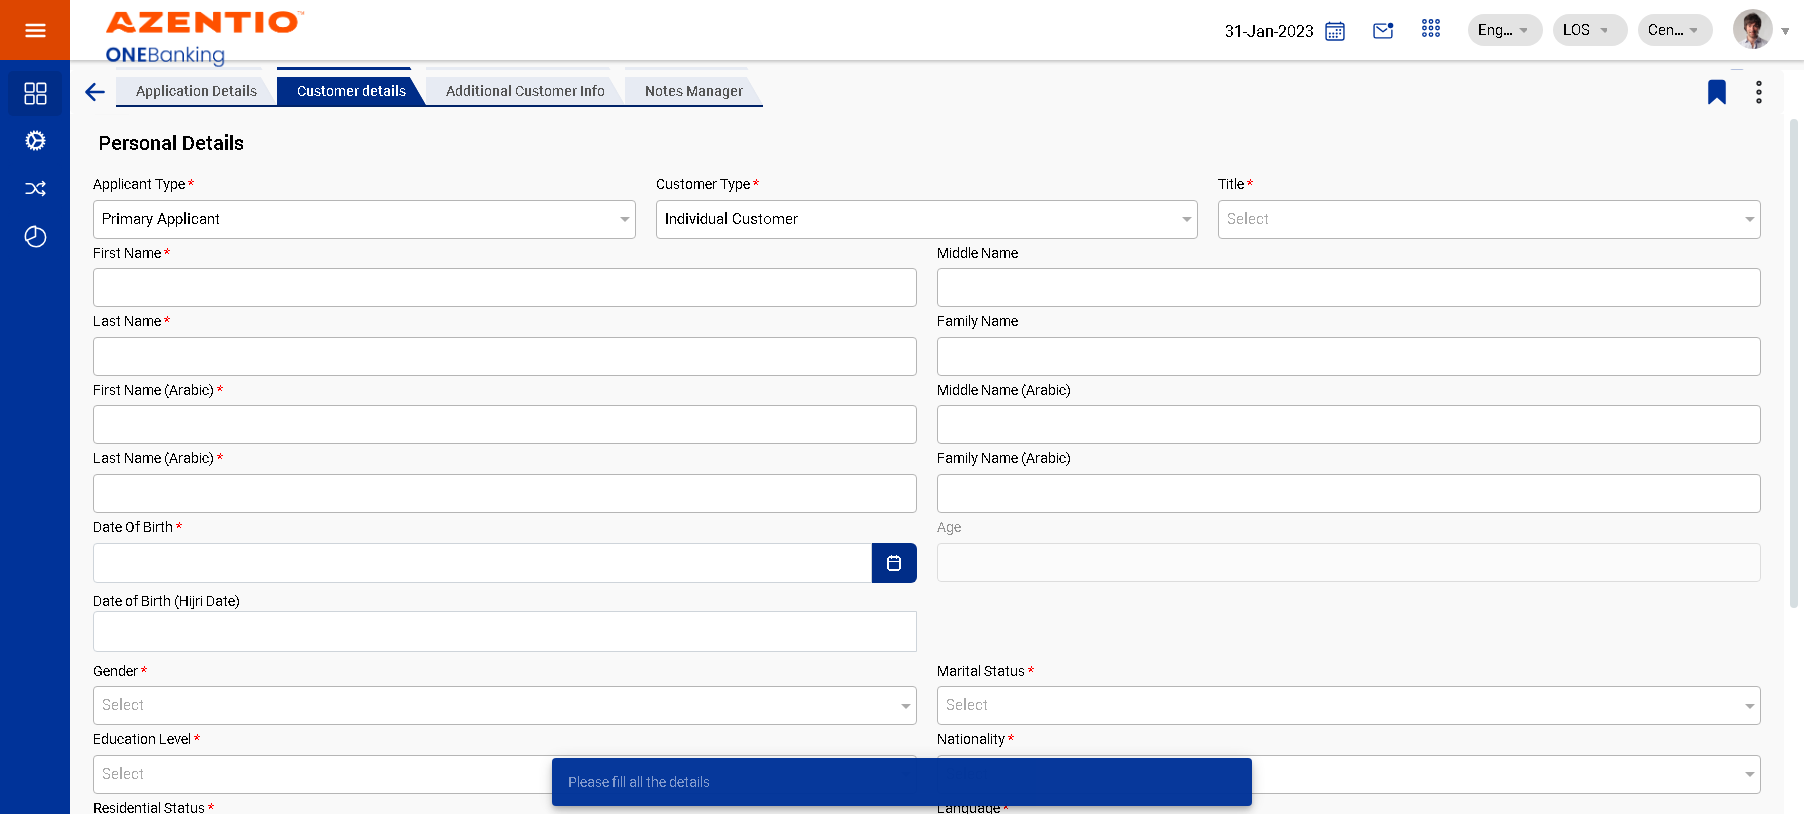 AZENTIO™
ONEBanking
31-Jan-2023
Eng...
LOS
Cen...
Application Details
Customer details
Additional Customer Info
Notes Manager
Personal Details
Applicant Type *
Customer Type *
Title *
Primary Applicant
Individual Customer
Select
First Name *
Middle Name
Last Name *
Family Name
First Name (Arabic) *
Middle Name (Arabic)
Last Name (Arabic) *
Family Name (Arabic)
Date Of Birth *
Age
Date of Birth (Hijri Date)
Gender *
Marital Status *
Select
Select
Education Level *
Nationality *
Select
Please fill all the details
Residential Status *
Language *